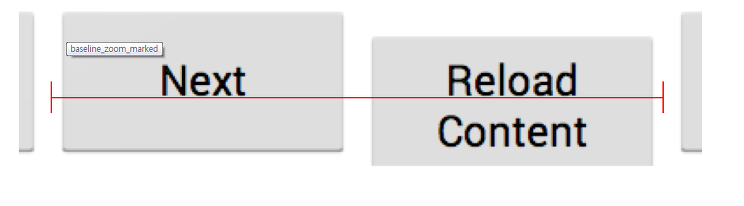 baseline_zoom_marked
Next
Reload
Content